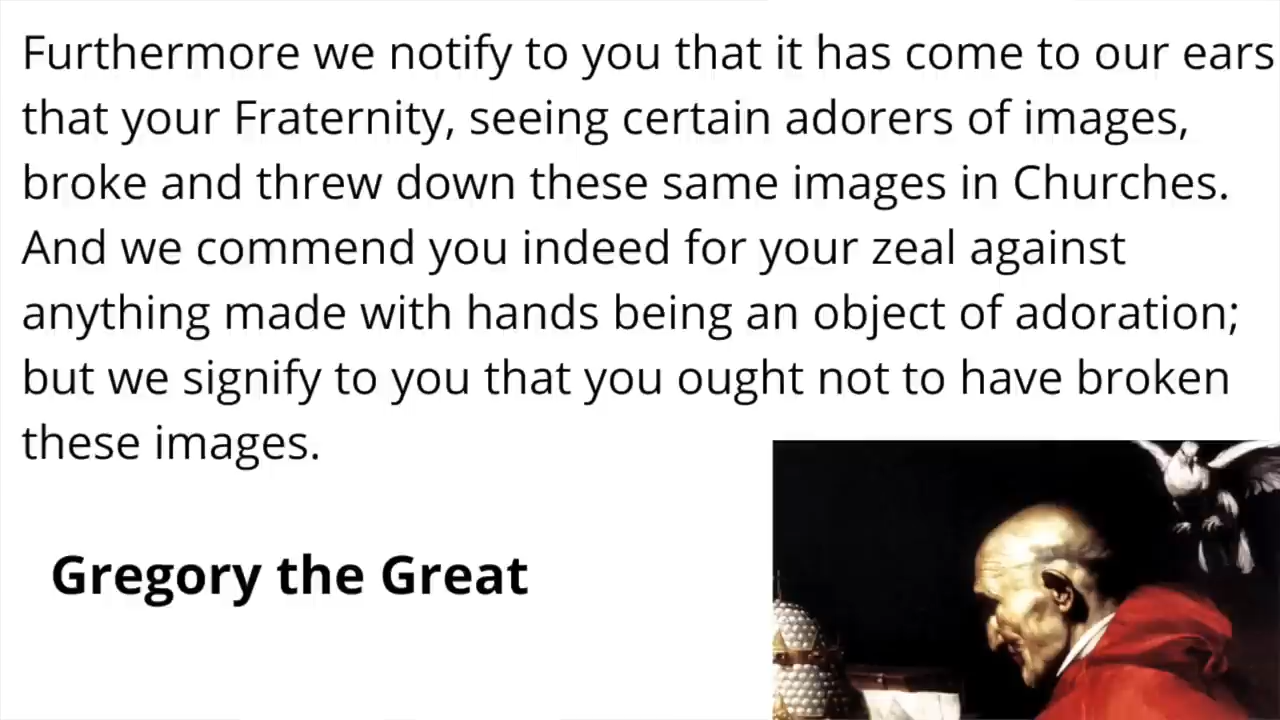 Furthermore we notify to you that it has come to our ears
that your Fraternity, seeing certain adorers of images,
broke and threw down these same images in Churches.
And we commend you indeed for your zeal against
anything made with hands being an object of adoration;
but we signify to you that you ought not to have broken
these images.
Gregory the Great